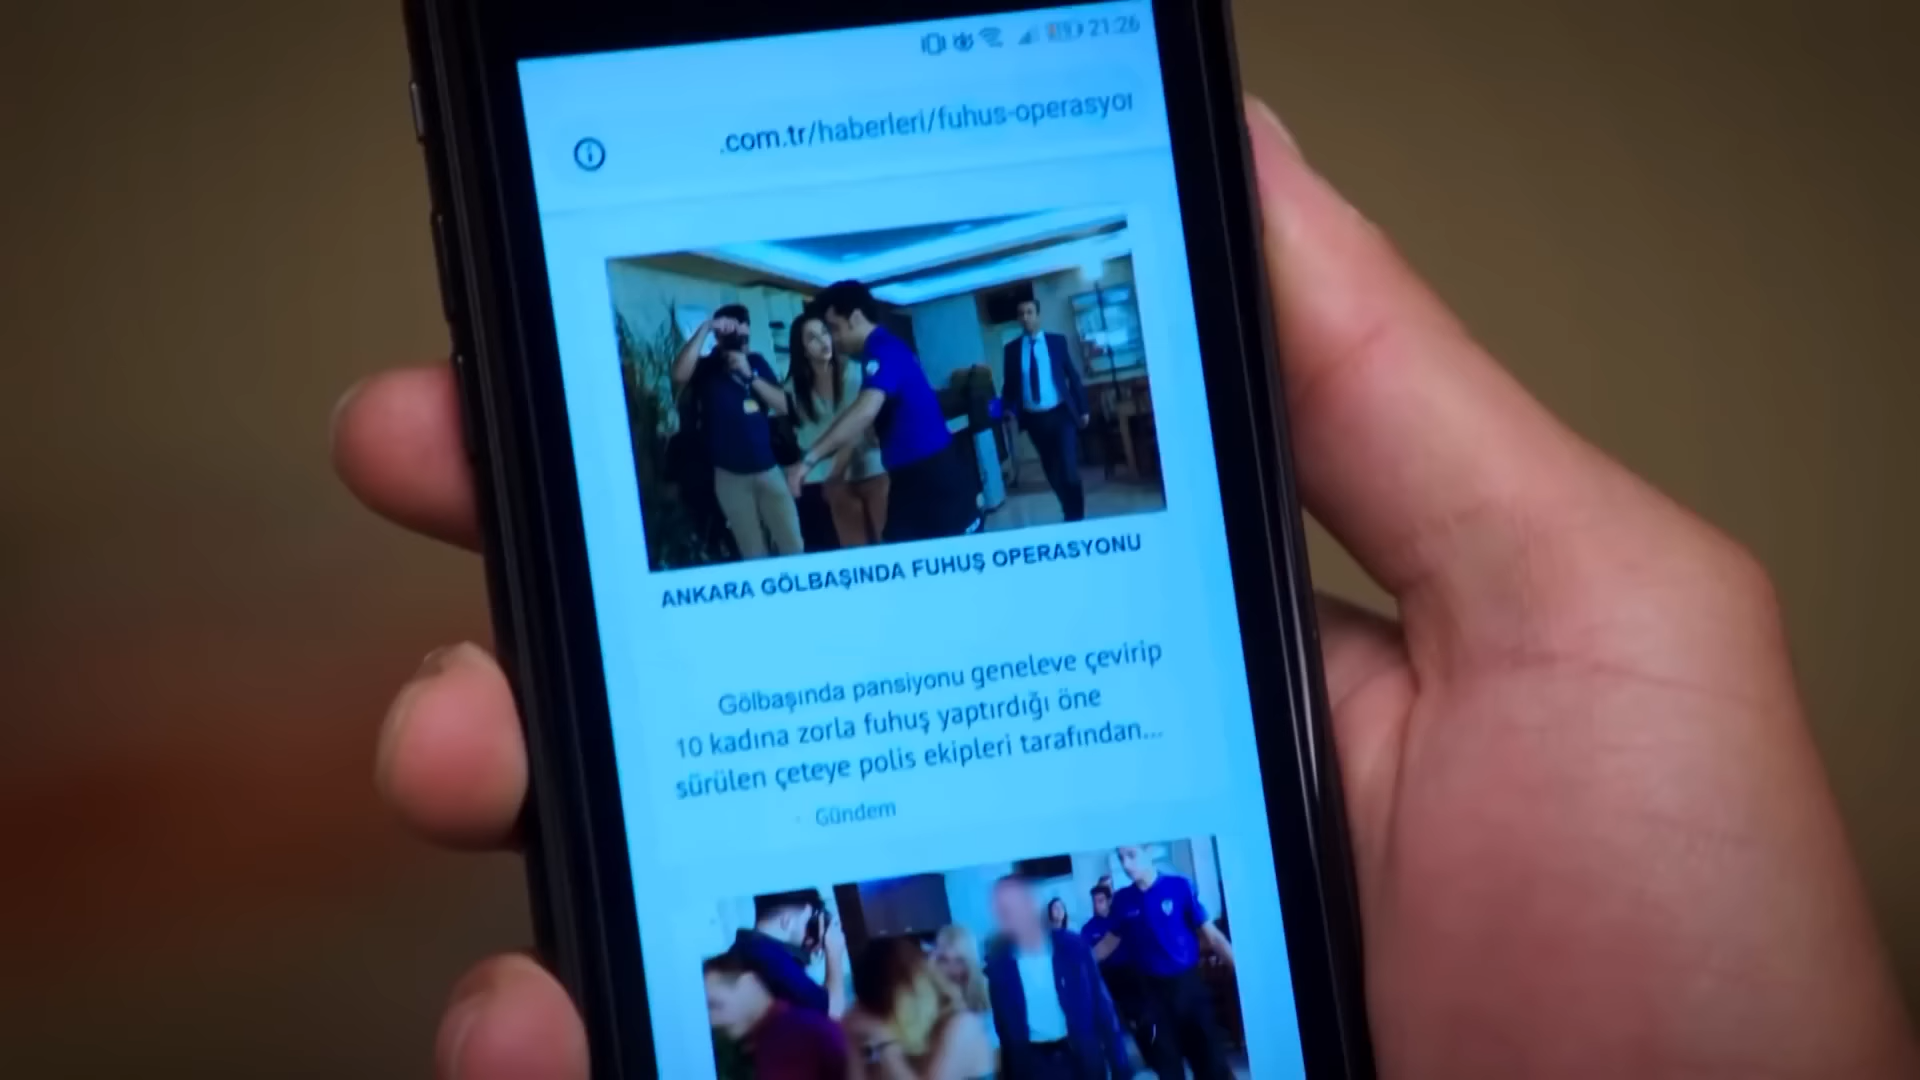 21:26
.com.tr/haberleri/fuhus-operasyon
ANKARA GÖLBAŞINDA FUHUŞ OPERASYONU
Gölbaşında pansiyonu geneleve çevirip
10 kadına zorla fuhuş yaptırdığı öne
sürülen çeteye polis ekipleri tarafından...
Gündem